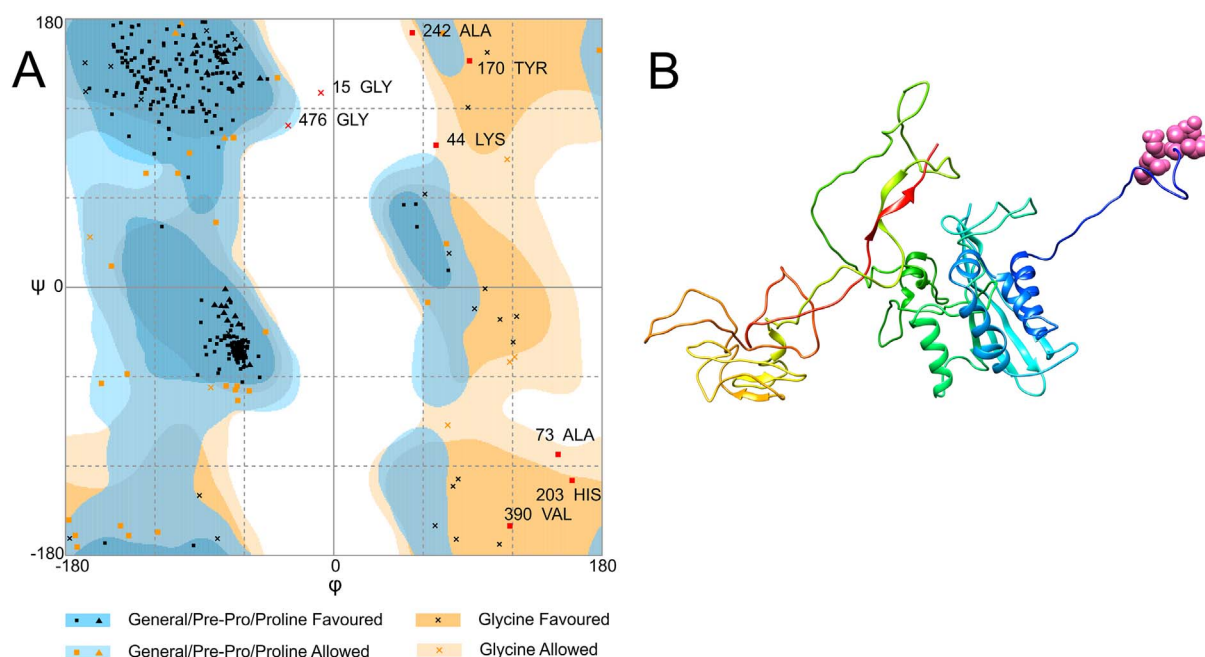 A
B
180
242 ALA
170 TYR
15 GLY
476 GLY
44 LYS
ψ
0
73 ALA
203 HIS
390 VAL
-180
-180
0
180
φ
General/Pre-Pro/Proline Favoured
Glycine Favoured
General/Pre-Pro/Proline Allowed
Glycine Allowed